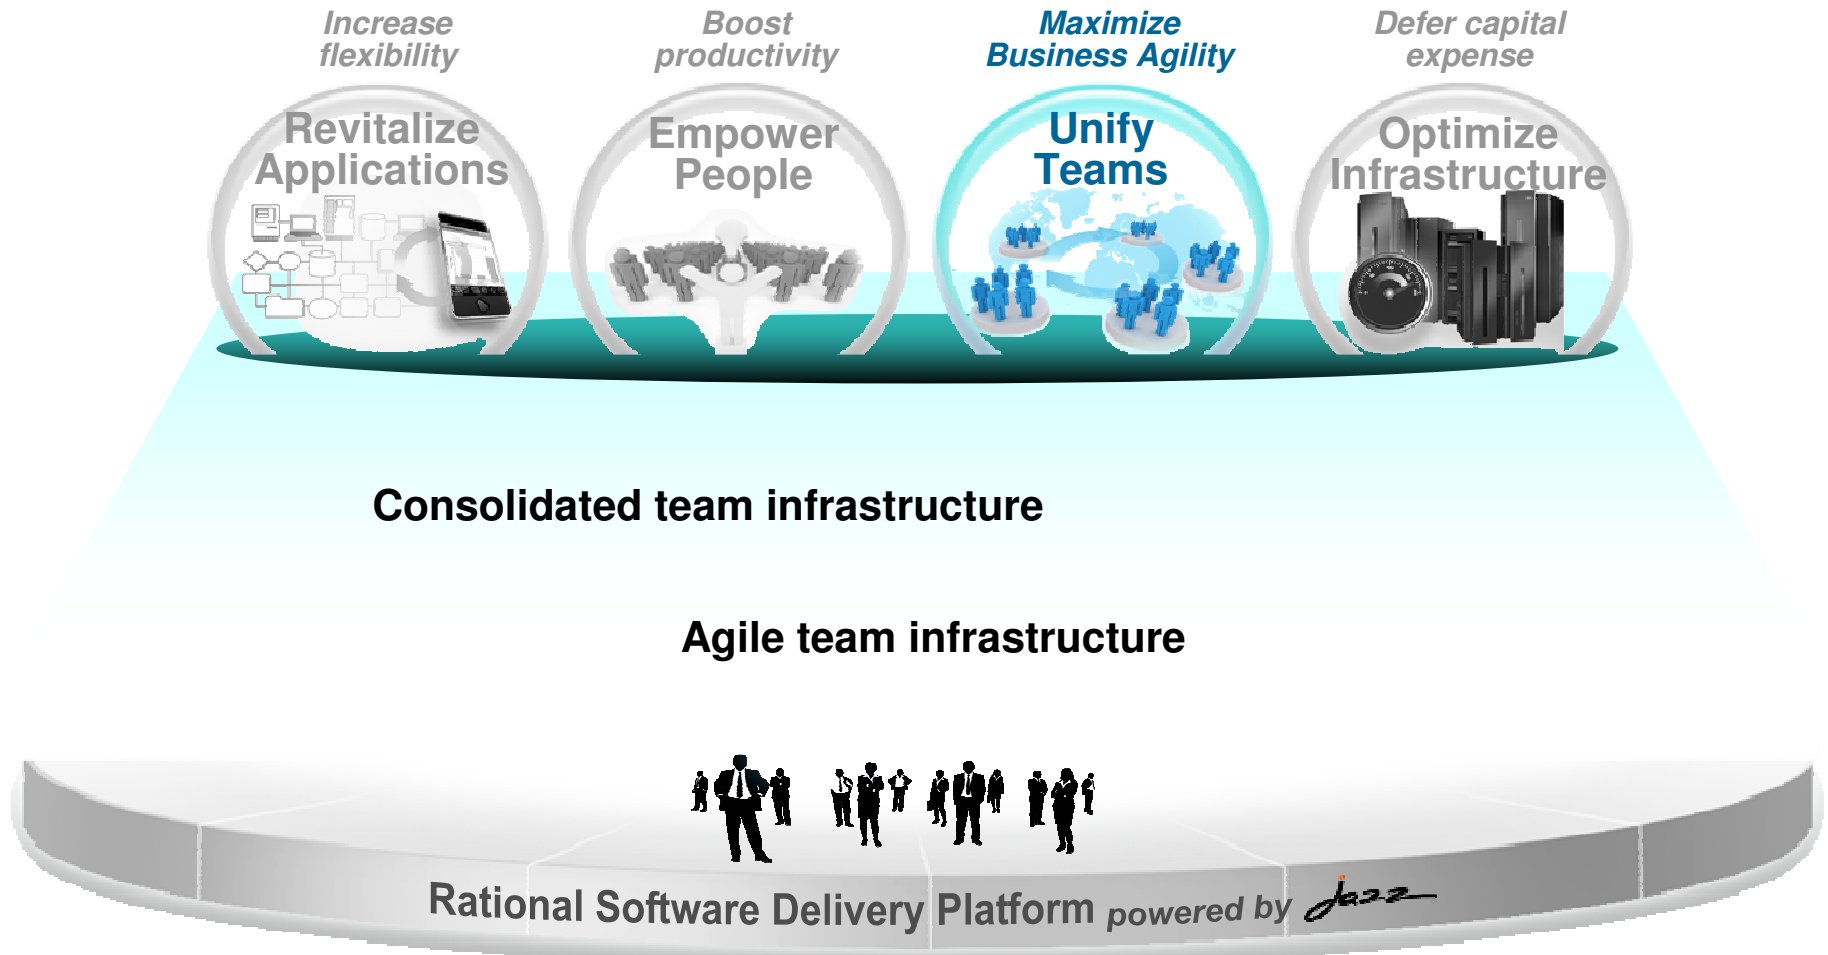 Increase
flexibility
Boost
productivity
Maximize
Business Agility
Defer capital
expense
Revitalize
Applications
Empower
People
Unify
Teams
Optimize
Infrastructure
Consolidated team infrastructure
Agile team infrastructure
Rational Software Delivery Platform powered by jazz